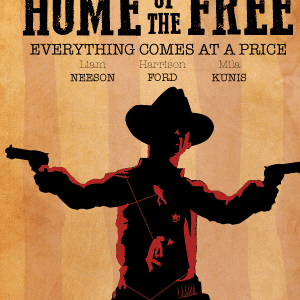 HOME OF THE FREE
EVERYTHING COMES AT A PRICE
Liam Harrison Mila
NEESON FORD KUNIS